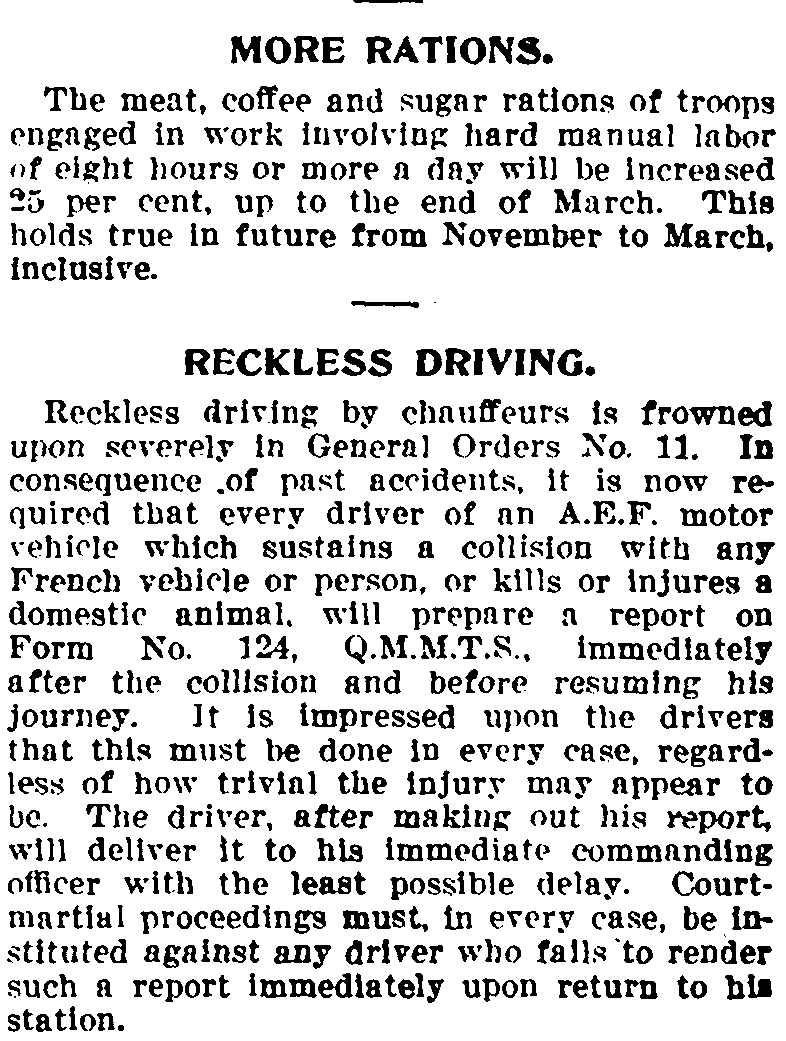 MORE RATIONS.
The meat, coffee and sugar rations of troops
engaged in work involving hard manual labor
of eight hours or more a day will be increased
25 per cent, up to the end of March. This
holds true in future from November to March,
inclusive.
RECKLESS DRIVING.
Reckless driving by chauffeurs is frowned
upon severely in General Orders No. 11. In
consequence of past accidents, it is now re-
quired that every driver of an A.E.F. motor
vehicle which sustains a collision with any
French vehicle or person, or kills or injures a
domestic animal, will prepare a report on
Form No. 124, Q.M.M.T.S., immediately
after the collision and before resuming his
journey. It is impressed upon the drivers
that this must be done in every case, regard-
less of how trivial the injury may appear to
be. The driver, after making out his report,
will deliver it to his immediate commanding
officer with the least possible delay. Court-
martial proceedings must, in every case, be in-
stituted against any driver who fails to render
such a report immediately upon return to his
station.